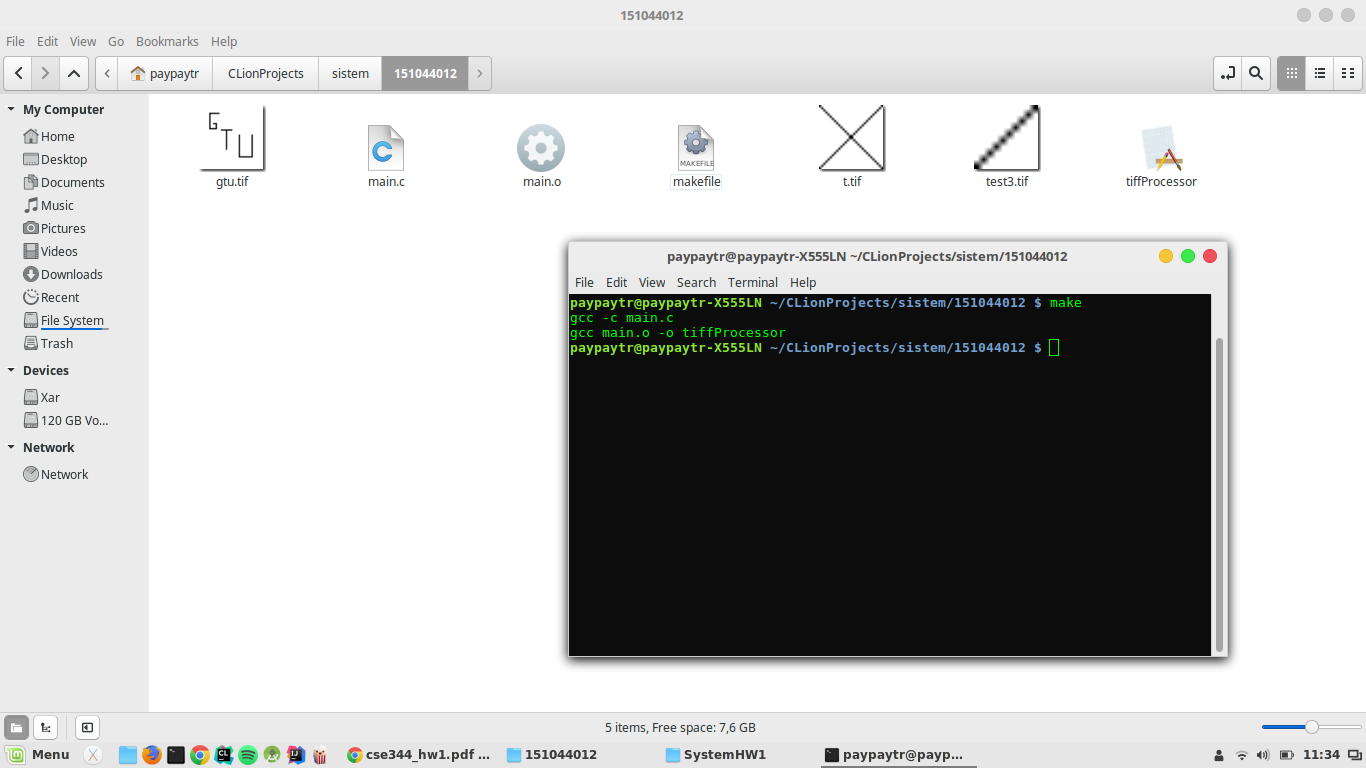 151044012
File Edit View Go Bookmarks Help
paypaytr CLionProjects sistem 151044012
My Computer
Home
Desktop
Documents
Music
Pictures
Videos
Downloads
Recent
File System
Trash
Devices
Xar
120 GB Vo...
Network
Network
GTU
MAKEFILE
gtu.tif main.c main.o makefile t.tif test3.tif tiffProcessor
paypaytr@paypaytr-X555LN ~/CLionProjects/sistem/151044012
File Edit View Search Terminal Help
paypaytr@paypaytr-X555LN ~/CLionProjects/sistem/151044012 $ make
gcc -c main.c
gcc main.o -o tiffProcessor
paypaytr@paypaytr-X555LN ~/CLionProjects/sistem/151044012 $
5 items, Free space: 7,6 GB
Menu cse344_hw1.pdf ... 151044012 SystemHW1 paypaytr@payp... 11:34